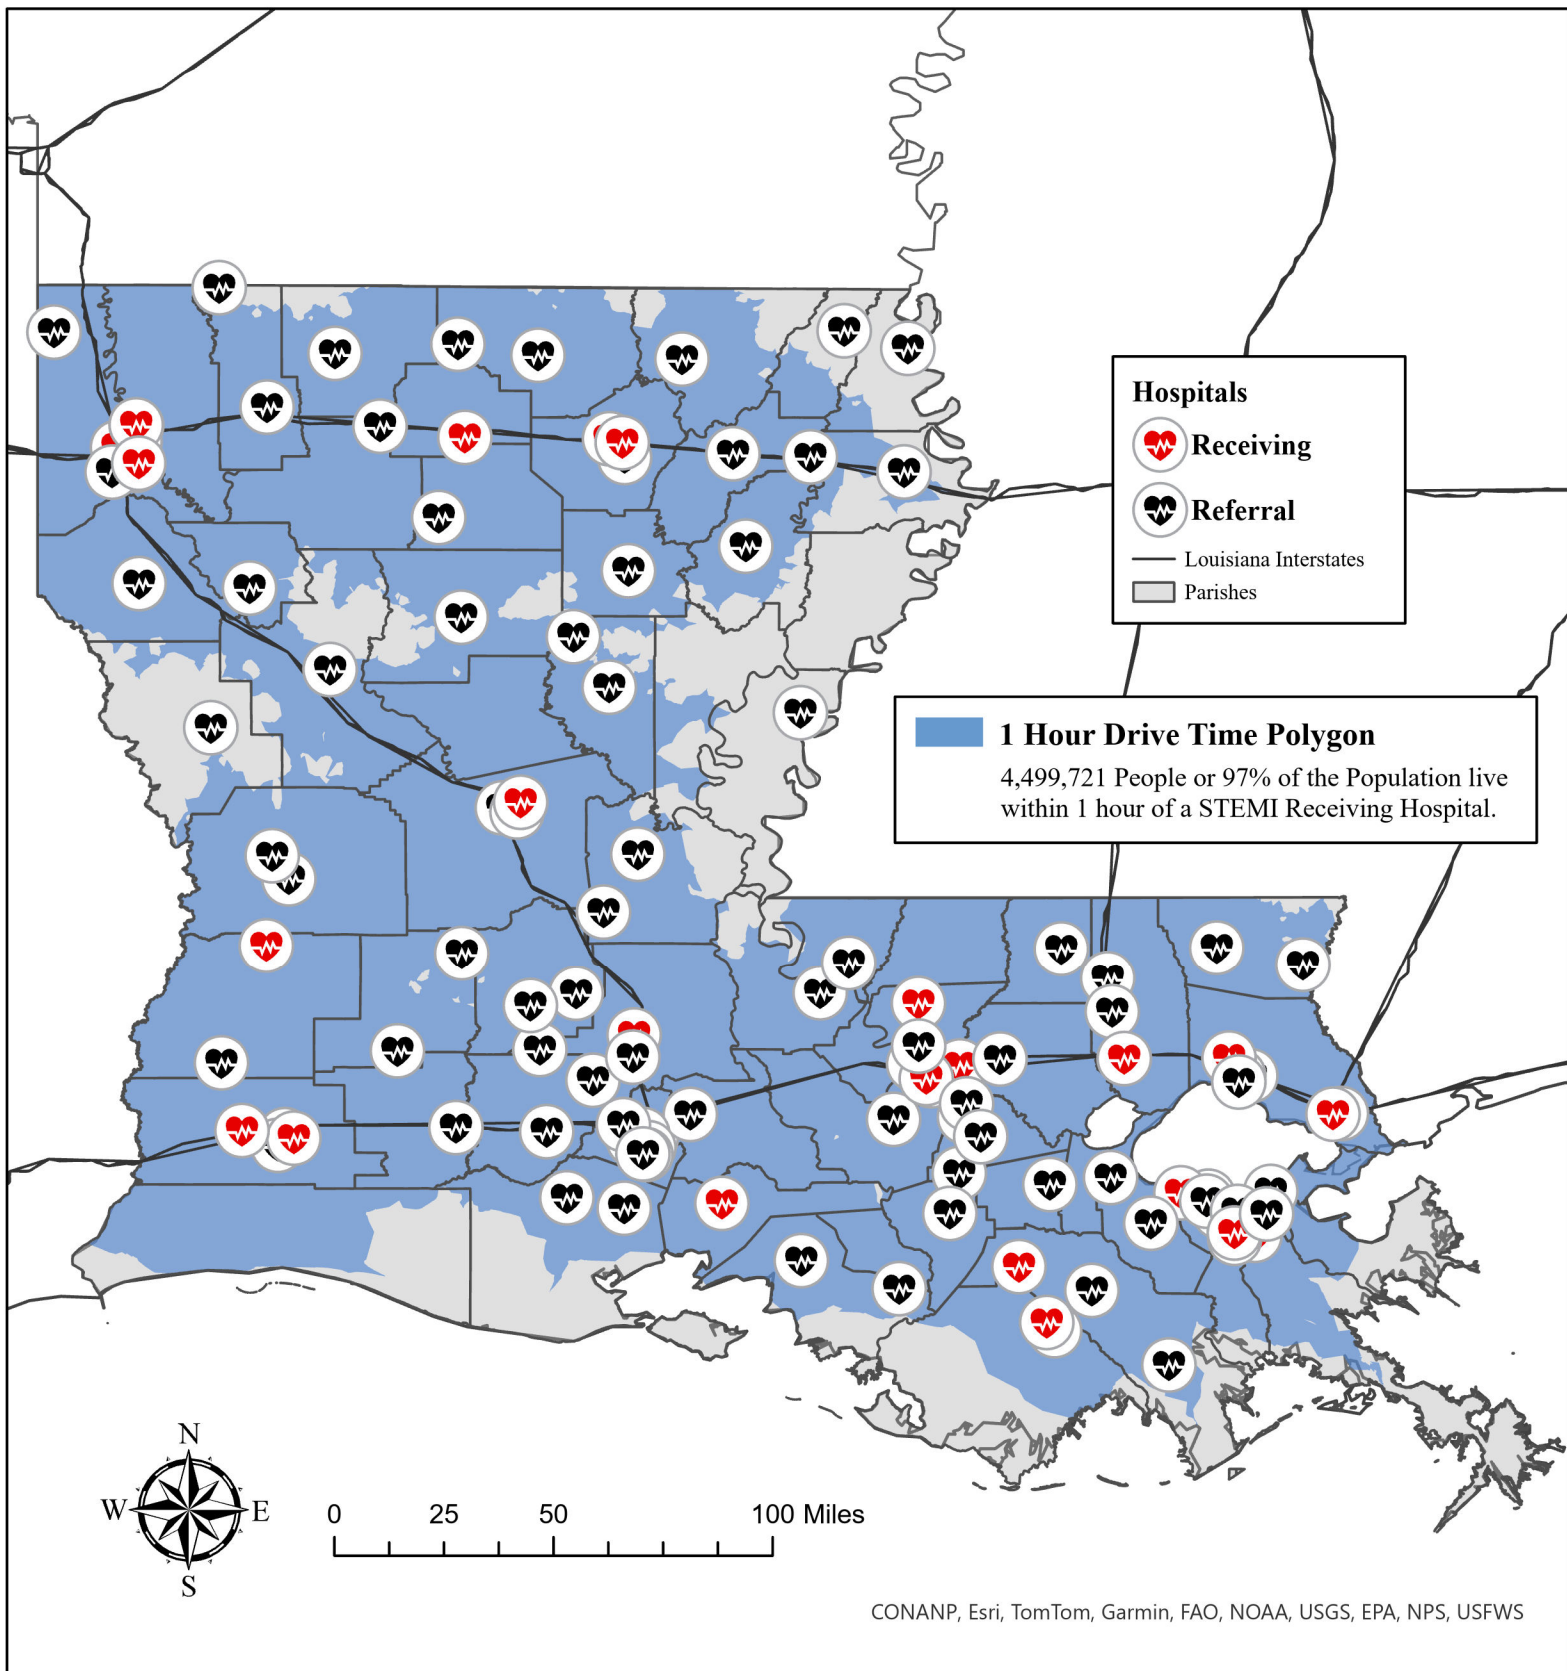 Hospitals
Receiving
Referral
Louisiana Interstates
Parishes
1 Hour Drive Time Polygon
4,499,721 People or 97% of the Population live
within 1 hour of a STEMI Receiving Hospital.
N
W E
S
0 25 50 100 Miles
CONANP, Esri, TomTom, Garmin, FAO, NOAA, USGS, EPA, NPS, USFWS